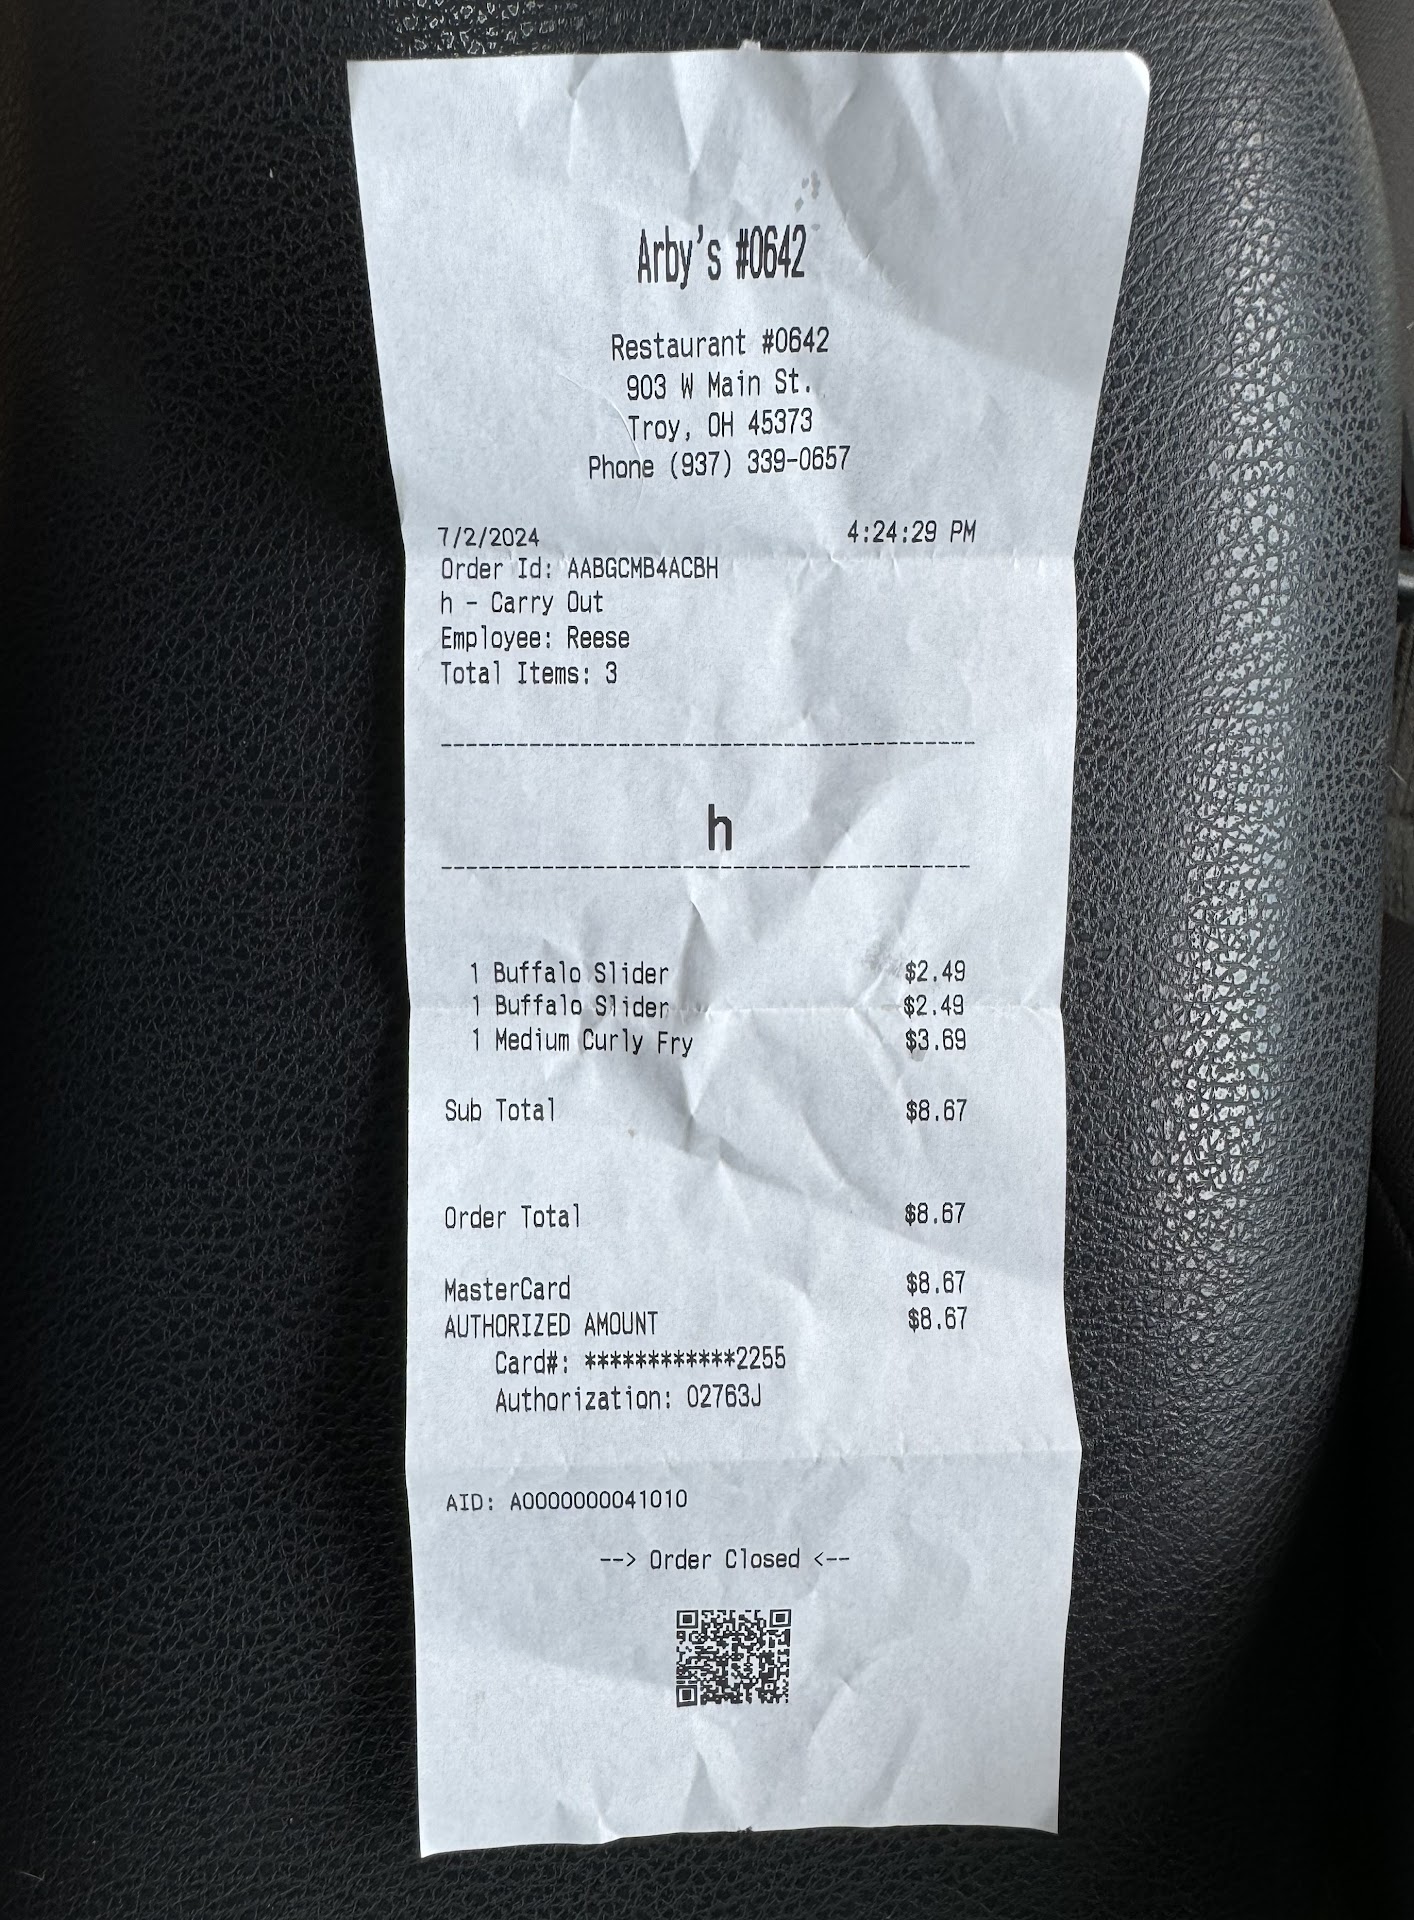 Arby's #0642
Restaurant #0642
903 W Main St.
Troy, OH 45373
Phone (937) 339-0657
7/2/2024 4:24:29 PM
Order Id: AABGCMB4ACBH
h - Carry Out
Employee: Reese
Total Items: 3
------------------------------------------
h
------------------------------------------
1 Buffalo Slider $2.49
1 Buffalo Slider $2.49
1 Medium Curly Fry $3.69
Sub Total $8.67
Order Total $8.67
MasterCard $8.67
AUTHORIZED AMOUNT $8.67
Card#: ************2255
Authorization: 02763J
AID: A0000000041010
--> Order Closed <--